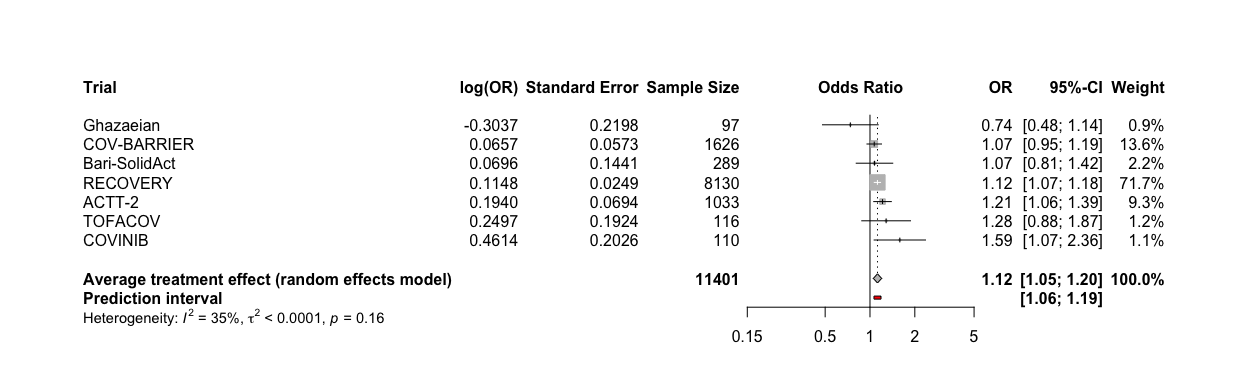 Trial log(OR) Standard Error Sample Size Odds Ratio OR 95%-CI Weight
Ghazaeian -0.3037 0.2198 97 0.74 [0.48; 1.14] 0.9%
COV-BARRIER 0.0657 0.0573 1626 1.07 [0.95; 1.19] 13.6%
Bari-SolidAct 0.0696 0.1441 289 1.07 [0.81; 1.42] 2.2%
RECOVERY 0.1148 0.0249 8130 1.12 [1.07; 1.18] 71.7%
ACTT-2 0.1940 0.0694 1033 1.21 [1.06; 1.39] 9.3%
TOFACOV 0.2497 0.1924 116 1.28 [0.88; 1.87] 1.2%
COVINIB 0.4614 0.2026 110 1.59 [1.07; 2.36] 1.1%
Average treatment effect (random effects model) 11401 1.12 [1.05; 1.20] 100.0%
Prediction interval [1.06; 1.19]
Heterogeneity: I² = 35%, τ² < 0.0001, p = 0.16
0.15 0.5 1 2 5